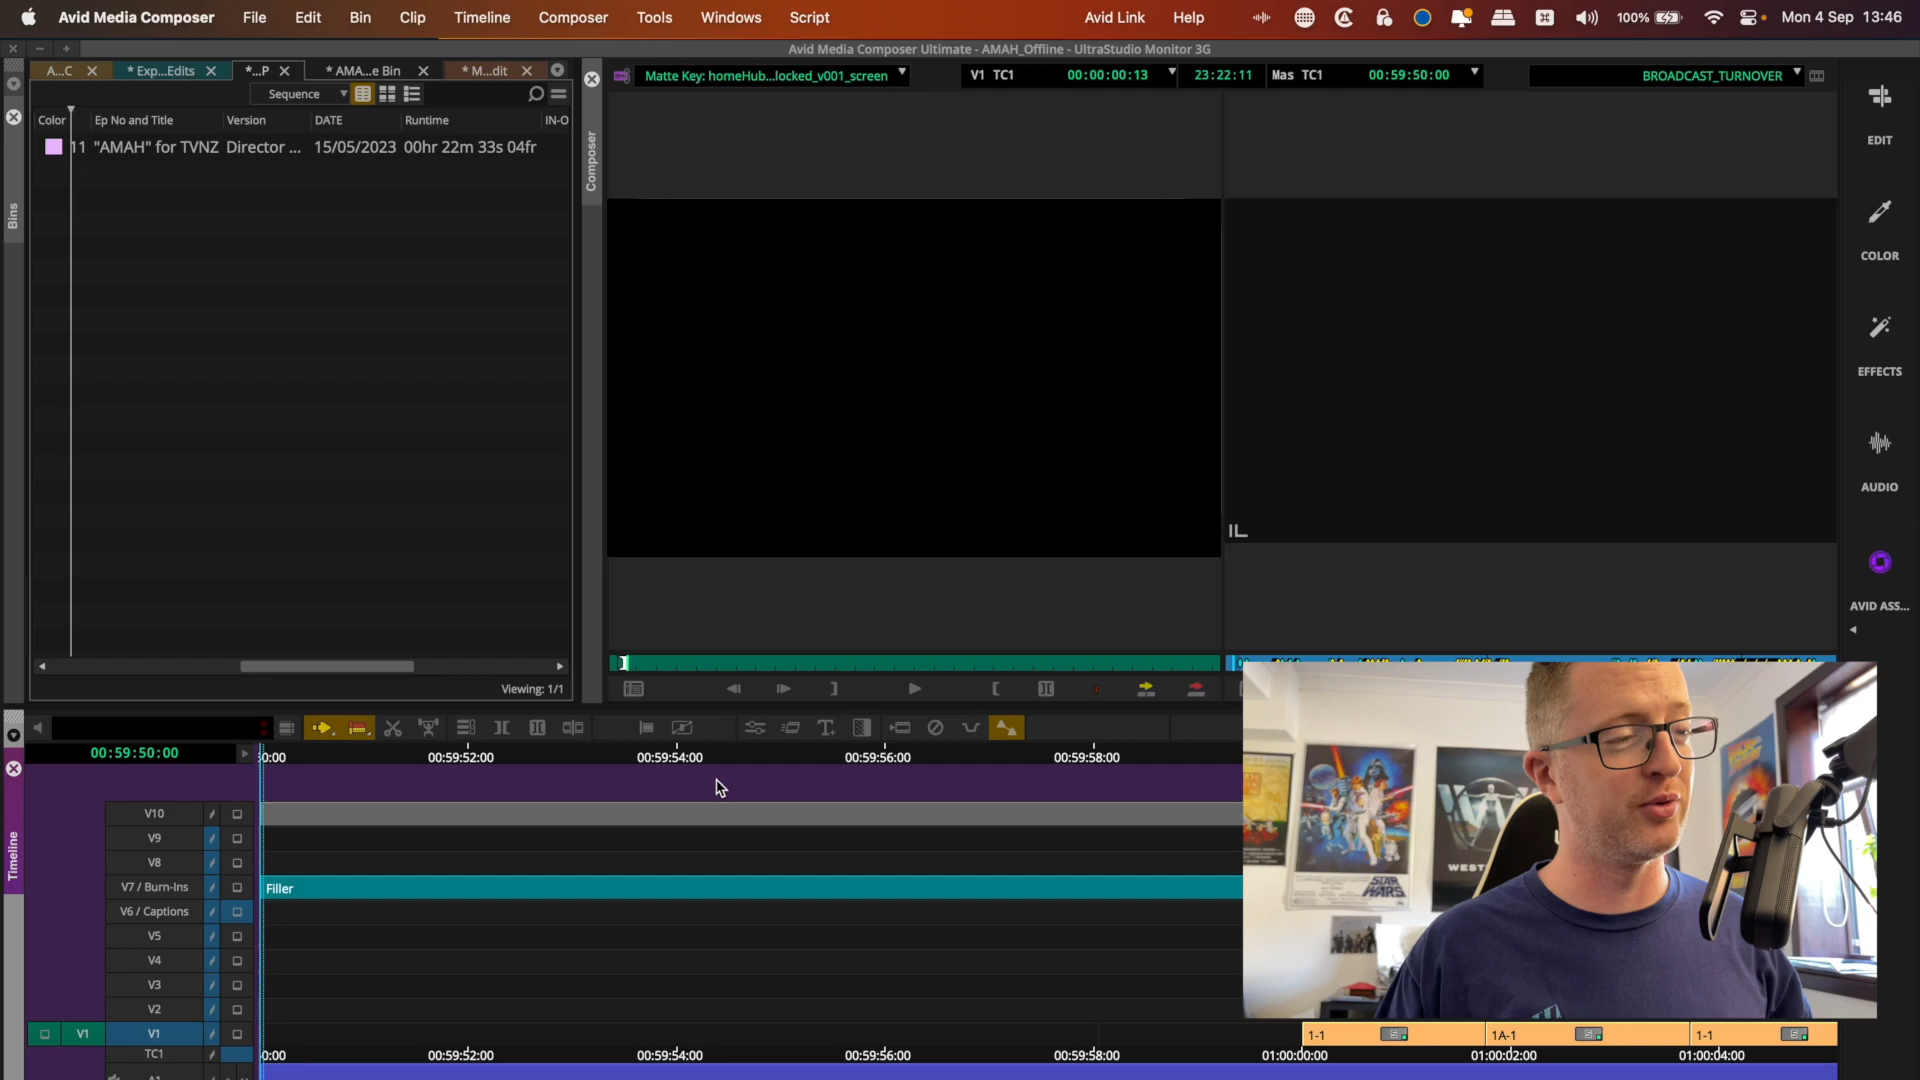 Avid Media Composer File Edit Bin Clip Timeline Composer Tools Windows Script Avid Link Help 100% Mon 4 Sep 13:46
Avid Media Composer Ultimate - AMAH_Offline - UltraStudio Monitor 3G
A...C * Exp...Edits *...P * AMA...e Bin * M...dit
Matte Key: homeHub...locked_v001_screen V1 TC1 00:00:00:13 23:22:11 Mas TC1 00:59:50:00 BROADCAST_TURNOVER
Sequence
Color Ep No and Title Version DATE Runtime IN-O
11 "AMAH" for TVNZ Director ... 15/05/2023 00hr 22m 33s 04fr
Bins
Composer
EDIT
COLOR
EFFECTS
AUDIO
AVID ASS...
Viewing: 1/1
00:59:50:00
0:00 00:59:52:00 00:59:54:00 00:59:56:00 00:59:58:00
Timeline
V10
V9
V8
V7 / Burn-Ins Filler
V6 / Captions
V5
V4
V3
V2
V1 V1 1-1 S 1A-1 S 1-1 S
TC1 0:00 00:59:52:00 00:59:54:00 00:59:56:00 00:59:58:00 01:00:00:00 01:00:02:00 01:00:04:00
A1
STAR
WARS
WEST